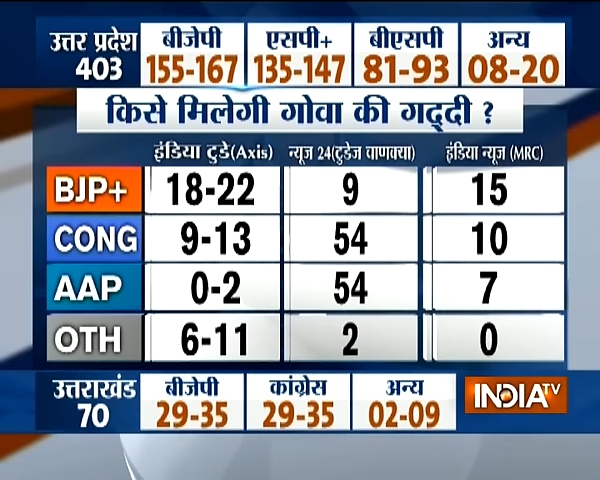 उत्तर प्रदेश बीजेपी एसपी+ बीएसपी अन्य
403 155-167 135-147 81-93 08-20
किसे मिलेगी गोवा की गद्दी ?
इंडिया टुडे(Axis) न्यूज 24(टुडेज चाणक्या) इंडिया न्यूज (MRC)
BJP+ 18-22 9 15
CONG 9-13 54 10
AAP 0-2 54 7
OTH 6-11 2 0
उत्तराखंड बीजेपी कांग्रेस अन्य
70 29-35 29-35 02-09
INDIA TV